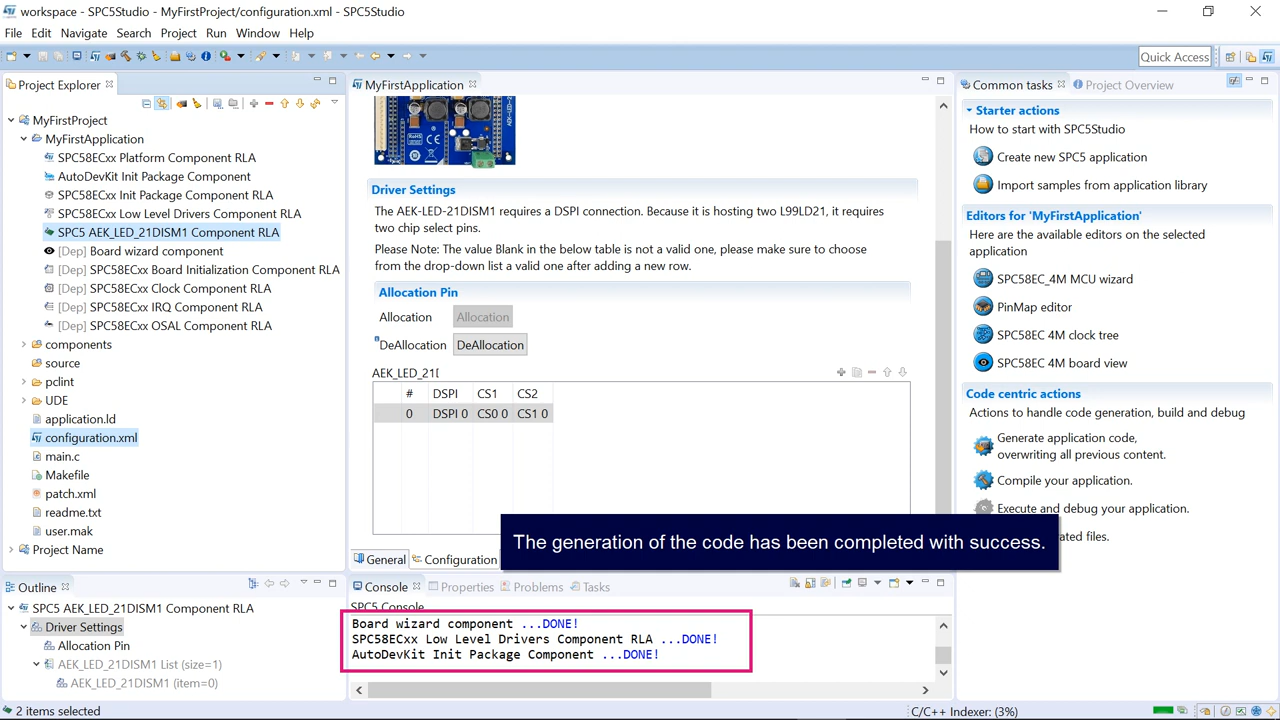 workspace - SPC5Studio - MyFirstProject/configuration.xml - SPC5Studio
File Edit Navigate Search Project Run Window Help
Quick Access
Project Explorer
MyFirstProject
MyFirstApplication
SPC58ECxx Platform Component RLA
AutoDevKit Init Package Component
SPC58ECxx Init Package Component RLA
SPC58ECxx Low Level Drivers Component RLA
SPC5 AEK_LED_21DISM1 Component RLA
[Dep] Board wizard component
[Dep] SPC58ECxx Board Initialization Component RLA
[Dep] SPC58ECxx Clock Component RLA
[Dep] SPC58ECxx IRQ Component RLA
[Dep] SPC58ECxx OSAL Component RLA
components
source
pclint
UDE
application.ld
configuration.xml
main.c
Makefile
patch.xml
readme.txt
user.mak
Project Name
Outline
SPC5 AEK_LED_21DISM1 Component RLA
Driver Settings
Allocation Pin
AEK_LED_21DISM1 List (size=1)
AEK_LED_21DISM1 (item=0)
MyFirstApplication
Driver Settings
The AEK-LED-21DISM1 requires a DSPI connection. Because it is hosting two L99LD21, it requires
two chip select pins.
Please Note: The value Blank in the below table is not a valid one, please make sure to choose
from the drop-down list a valid one after adding a new row.
Allocation Pin
Allocation Allocation
DeAllocation DeAllocation
AEK_LED_21[
# DSPI CS1 CS2
0 DSPI 0 CS0 0 CS1 0
General Configuration
The generation of the code has been completed with success.
Console Properties Problems Tasks
SPC5 Console
Board wizard component ...DONE!
SPC58ECxx Low Level Drivers Component RLA ...DONE!
AutoDevKit Init Package Component ...DONE!
Common tasks Project Overview
Starter actions
How to start with SPC5Studio
Create new SPC5 application
Import samples from application library
Editors for 'MyFirstApplication'
Here are the available editors on the selected
application
SPC58EC_4M MCU wizard
PinMap editor
SPC58EC 4M clock tree
SPC58EC 4M board view
Code centric actions
Actions to handle code generation, build and debug
Generate application code,
overwriting all previous content.
Compile your application.
Execute and debug your application.
ated files.
2 items selected
C/C++ Indexer: (3%)